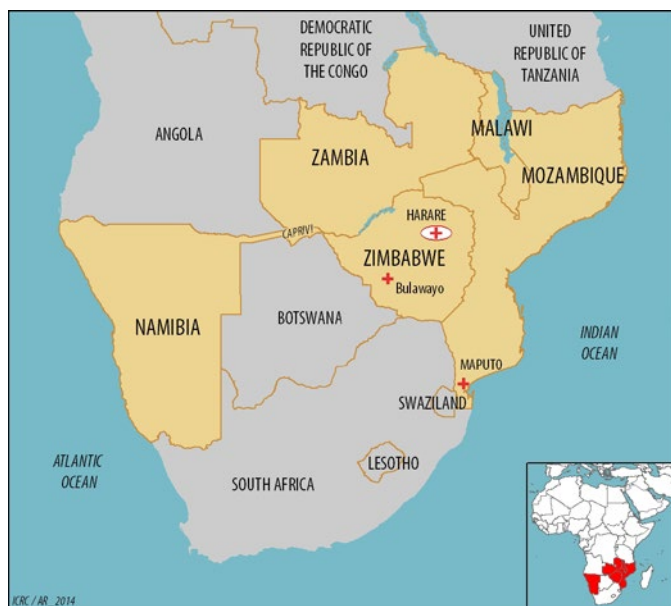 DEMOCRATIC
REPUBLIC OF
THE CONGO
UNITED
REPUBLIC OF
TANZANIA
ANGOLA
MALAWI
ZAMBIA
MOZAMBIQUE
HARARE
CAPRIVI
ZIMBABWE
Bulawayo
NAMIBIA
BOTSWANA
INDIAN
OCEAN
MAPUTO
SWAZILAND
ATLANTIC
OCEAN
LESOTHO
SOUTH AFRICA
ICRC / AR 2014